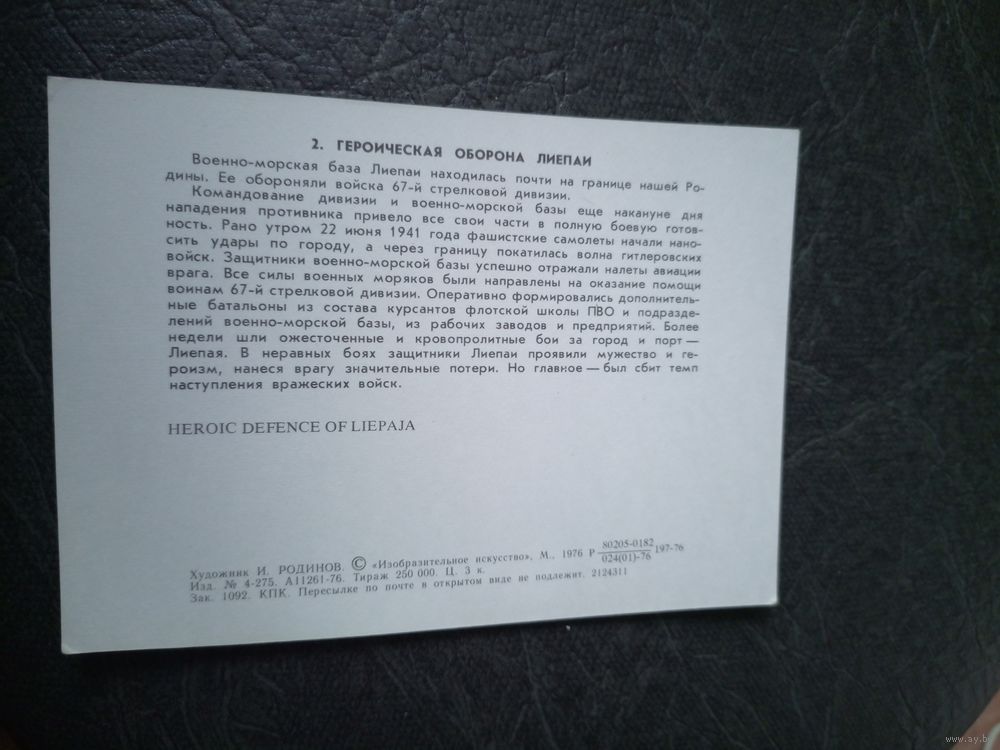 2. ГЕРОИЧЕСКАЯ ОБОРОНА ЛИЕПАИ
Военно-морская база Лиепаи находилась почти на границе нашей Ро-
дины. Ее обороняли войска 67-й стрелковой дивизии.
Командование дивизии и военно-морской базы еще накануне дня
нападения противника привело все свои части в полную боевую готов-
ность. Рано утром 22 июня 1941 года фашистские самолеты начали нано-
сить удары по городу, а через границу покатилась волна гитлеровских
войск. Защитники военно-морской базы успешно отражали налеты авиации
врага. Все силы военных моряков были направлены на оказание помощи
воинам 67-й стрелковой дивизии. Оперативно формировались дополнитель-
ные батальоны из состава курсантов флотской школы ПВО и подразде-
лений военно-морской базы, из рабочих заводов и предприятий. Более
недели шли ожесточенные и кровопролитные бои за город и порт —
Лиепая. В неравных боях защитники Лиепаи проявили мужество и ге-
роизм, нанеся врагу значительные потери. Но главное — был сбит темп
наступления вражеских войск.
HEROIC DEFENCE OF LIEPAJA
Художник И. РОДИНОВ. © «Изобразительное искусство», М., 1976 Р 80205-0182 / 024(01)-76 197-76
Изд. № 4-275. А11261-76. Тираж 250 000. Ц. 3 к.
Зак. 1092. КПК. Пересылке по почте в открытом виде не подлежит. 2124311
www.ay.by